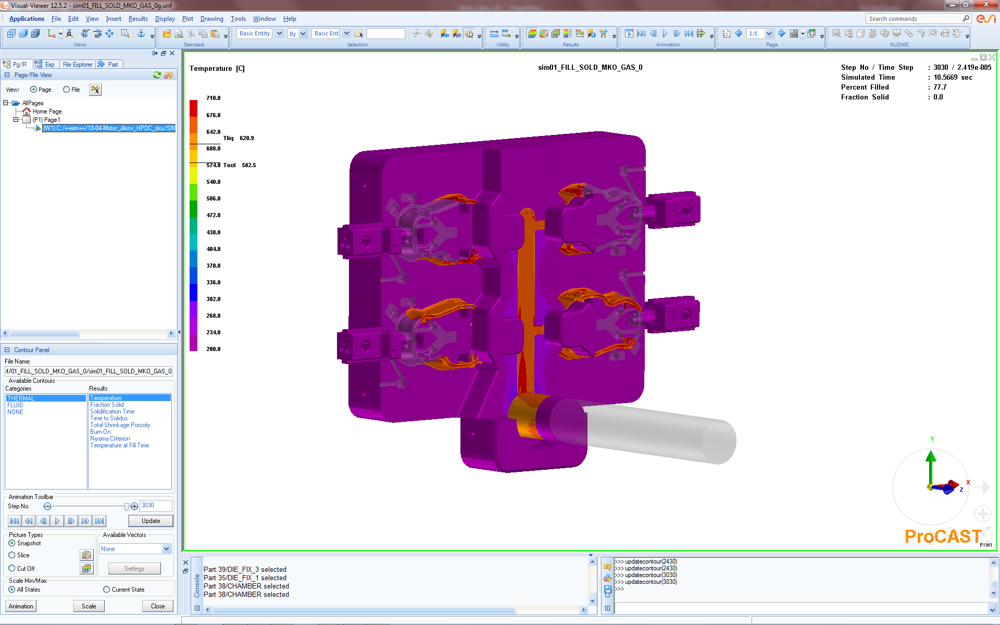 Visual-Viewer 12.5.2 - sim01_FILL_SOLD_MKO_GAS_0g.unf
Applications File Edit View Insert Results Display Plot Drawing Tools Window Help
Search commands
esi
Basic Entity By Basic Ent
mm
cm
1/1
Views Standard Selection Utility Results Animation Page KUZMIC
Pg/Fl Exp File Explorer Part
Page/File View
View: Page File
AllPages
Home Page
(P1) Page1
(W1) C:/++sim++/18-04-Motor_Jikov_HPDC_zku/SIM
Contour Panel
File Name:
/01_FILL_SOLD_MKO_GAS_0/sim01_FILL_SOLD_MKO_GAS_0
Available Contours
Categories Results
THERMAL
FLUID
NONE
Temperature
Fraction Solid
Solidification Time
Time to Solidus
Total Shrinkage Porosity
Burn-On
Niyama Criterion
Temperature at Fill Time
Animation Toolbar
Step No 3030
Update
Picture Types
Snapshot
Slice
Cut Off
Available Vectors
None
Settings
Scale Min/Max
All States Current State
Animation Scale Close
Temperature [C]
sim01_FILL_SOLD_MKO_GAS_0
Step No / Time Step : 3030 / 2.419e-005
Simulated Time : 10.5669 sec
Percent Filled : 77.7
Fraction Solid : 0.0
710.0
676.0
642.0
Tliq 620.9
608.0
574.0 Tsol 582.5
540.0
506.0
472.0
438.0
404.0
370.0
336.0
302.0
268.0
234.0
200.0
Y
X
Z
ProCAST
P1W1
Console
Part 39/DIE_FIX_3 selected
Part 35/DIE_FIX_1 selected
Part 38/CHAMBER selected
Part 38/CHAMBER selected
>>> updatecontour(2430)
>>> updatecontour(2430)
>>> updatecontour(3030)
>>> updatecontour(3030)
>>>